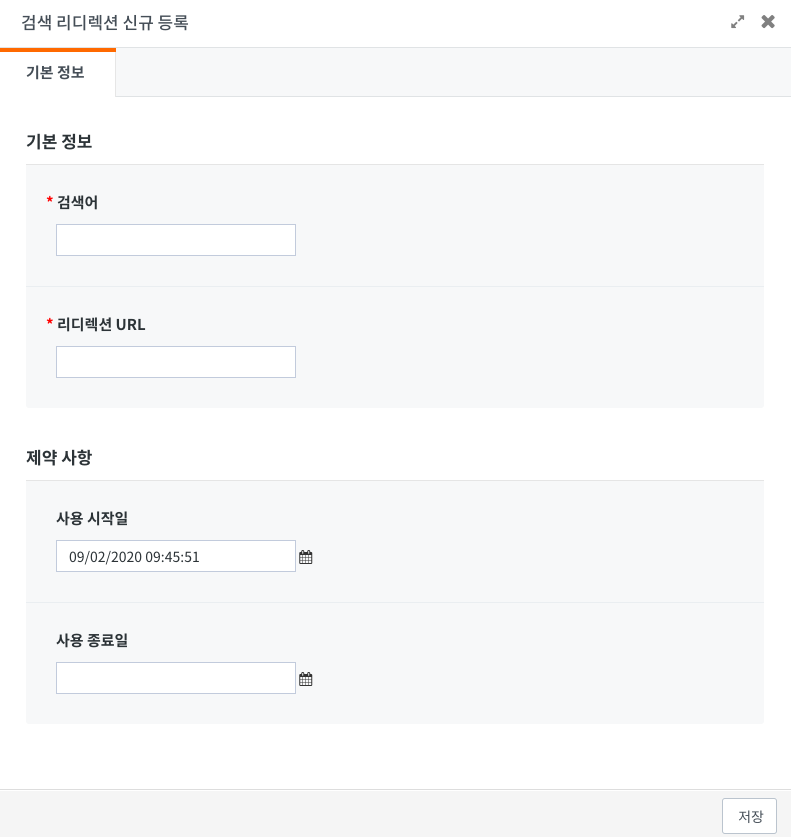 검색 리디렉션 신규 등록
기본 정보
기본 정보
* 검색어
* 리디렉션 URL
제약 사항
사용 시작일
09/02/2020 09:45:51
사용 종료일
저장